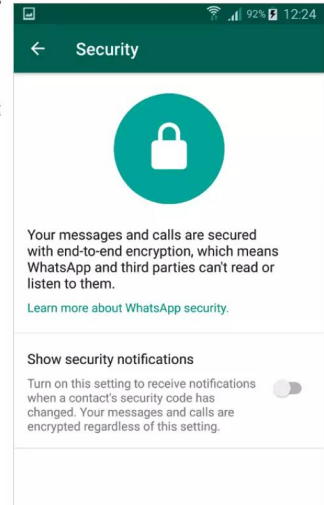 92% 12:24
Security
Your messages and calls are secured
with end-to-end encryption, which means
WhatsApp and third parties can't read or
listen to them.
Learn more about WhatsApp security.
Show security notifications
Turn on this setting to receive notifications
when a contact's security code has
changed. Your messages and calls are
encrypted regardless of this setting.